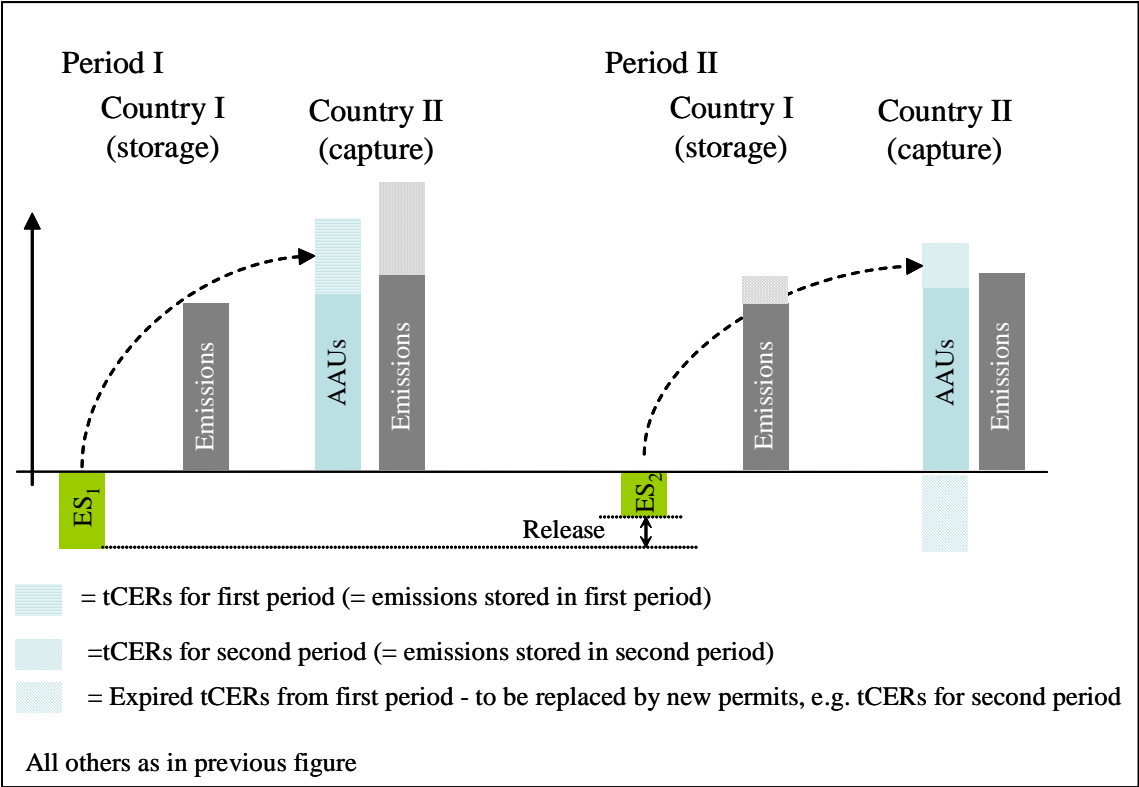 Period I
Period II
Country I
(storage)
Country II
(capture)
Country I
(storage)
Country II
(capture)
Emissions
AAUs
Emissions
Emissions
AAUs
Emissions
ES1
ES2
Release
= tCERs for first period (= emissions stored in first period)
=tCERs for second period (= emissions stored in second period)
= Expired tCERs from first period - to be replaced by new permits, e.g. tCERs for second period
All others as in previous figure